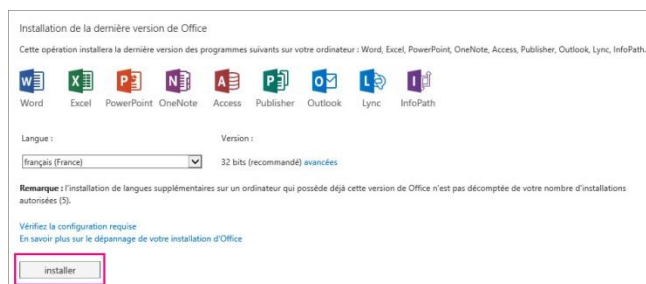 Installation de la dernière version de Office
Cette opération installera la dernière version des programmes suivants sur votre ordinateur : Word, Excel, PowerPoint, OneNote, Access, Publisher, Outlook, Lync, InfoPath.
Word Excel PowerPoint OneNote Access Publisher Outlook Lync InfoPath
Langue : Version :
français (France) 32 bits (recommandé) avancées
Remarque : l'installation de langues supplémentaires sur un ordinateur qui possède déjà cette version de Office n'est pas décomptée de votre nombre d'installations
autorisées (5).
Vérifiez la configuration requise
En savoir plus sur le dépannage de votre installation d'Office
installer